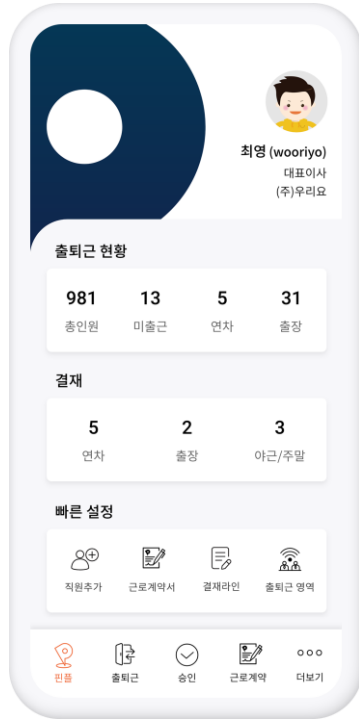 최영 (wooriyo)
대표이사
(주)우리요
출퇴근 현황
981 13 5 31
총인원 미출근 연차 출장
결재
5 2 3
연차 출장 야근/주말
빠른 설정
직원추가 근로계약서 결재라인 출퇴근 영역
핀플 출퇴근 승인 근로계약 더보기